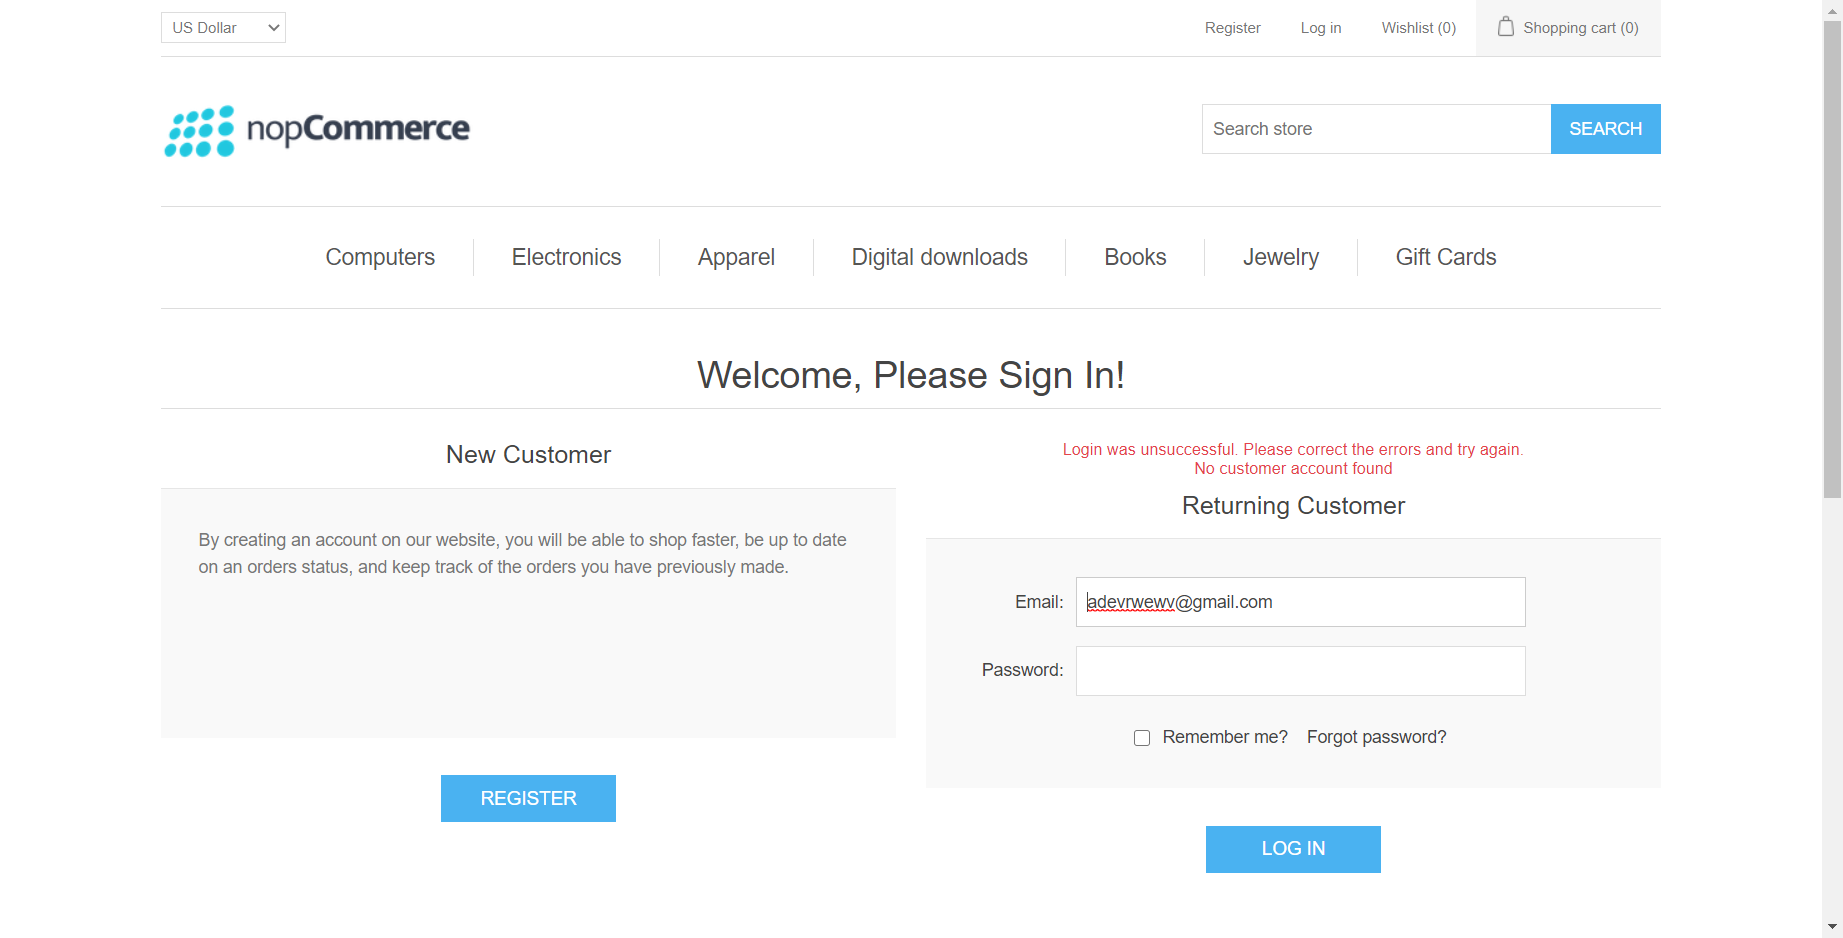 US Dollar
Register
Log in
Wishlist (0)
Shopping cart (0)
nopCommerce
Search store
SEARCH
Computers
Electronics
Apparel
Digital downloads
Books
Jewelry
Gift Cards
Welcome, Please Sign In!
New Customer
By creating an account on our website, you will be able to shop faster, be up to date
on an orders status, and keep track of the orders you have previously made.
REGISTER
Login was unsuccessful. Please correct the errors and try again.
No customer account found
Returning Customer
Email:
adevrwewv@gmail.com
Password:
Remember me?
Forgot password?
LOG IN